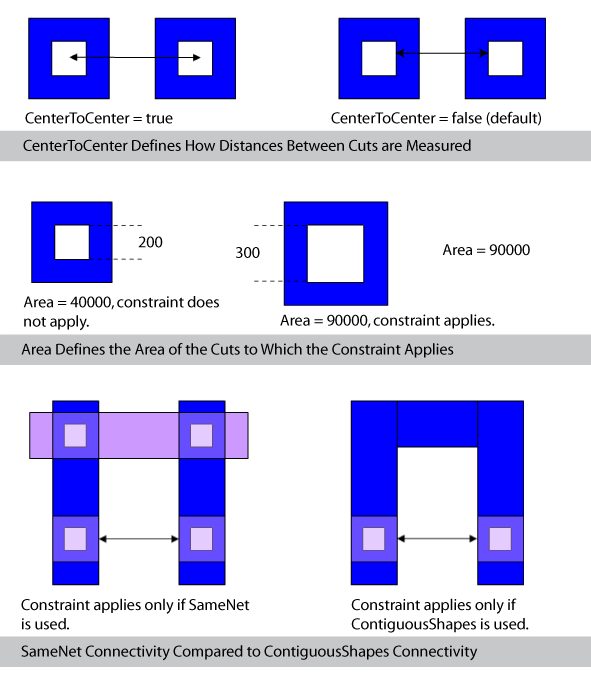 CenterToCenter = true
CenterToCenter = false (default)
CenterToCenter Defines How Distances Between Cuts are Measured
200
300
Area = 90000
Area = 40000, constraint does
not apply.
Area = 90000, constraint applies.
Area Defines the Area of the Cuts to Which the Constraint Applies
Constraint applies only if SameNet
is used.
Constraint applies only if
ContiguousShapes is used.
SameNet Connectivity Compared to ContiguousShapes Connectivity